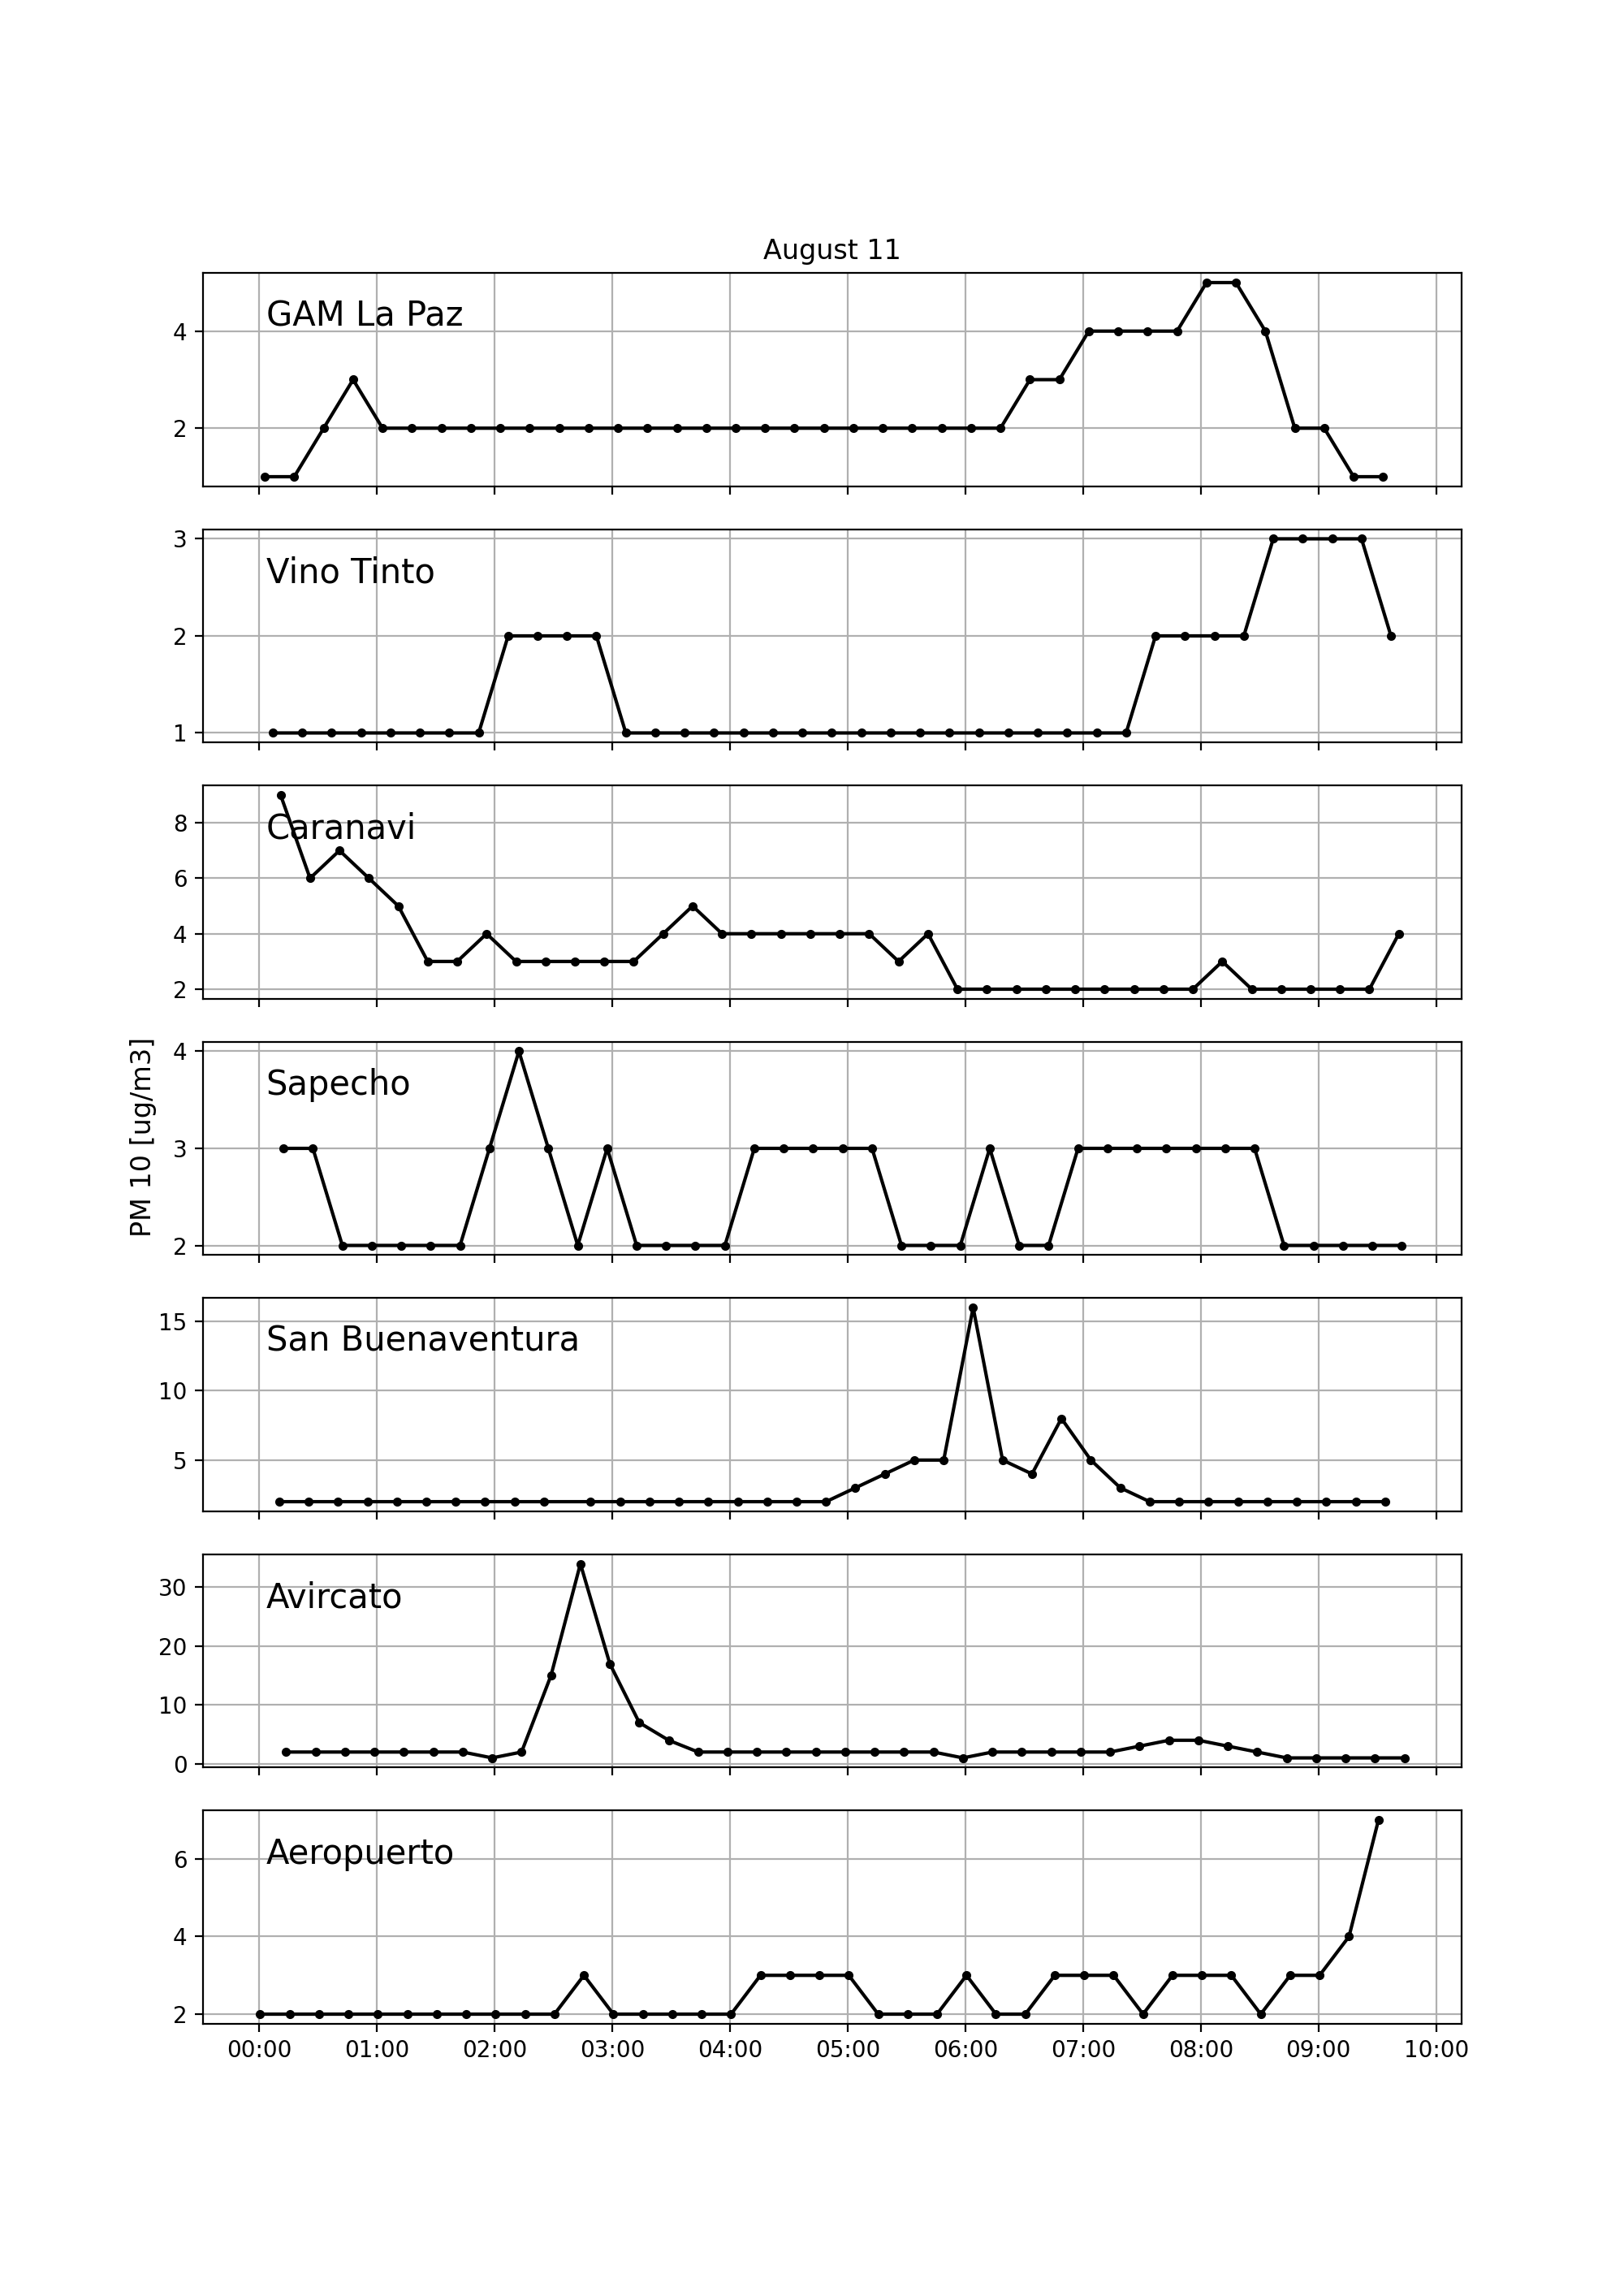 August 11
GAM La Paz
4
2
Vino Tinto
3
2
1
Caranavi
8
6
4
2
PM 10 [ug/m3]
Sapecho
4
3
2
San Buenaventura
15
10
5
Avircato
30
20
10
0
Aeropuerto
6
4
2
00:00 01:00 02:00 03:00 04:00 05:00 06:00 07:00 08:00 09:00 10:00